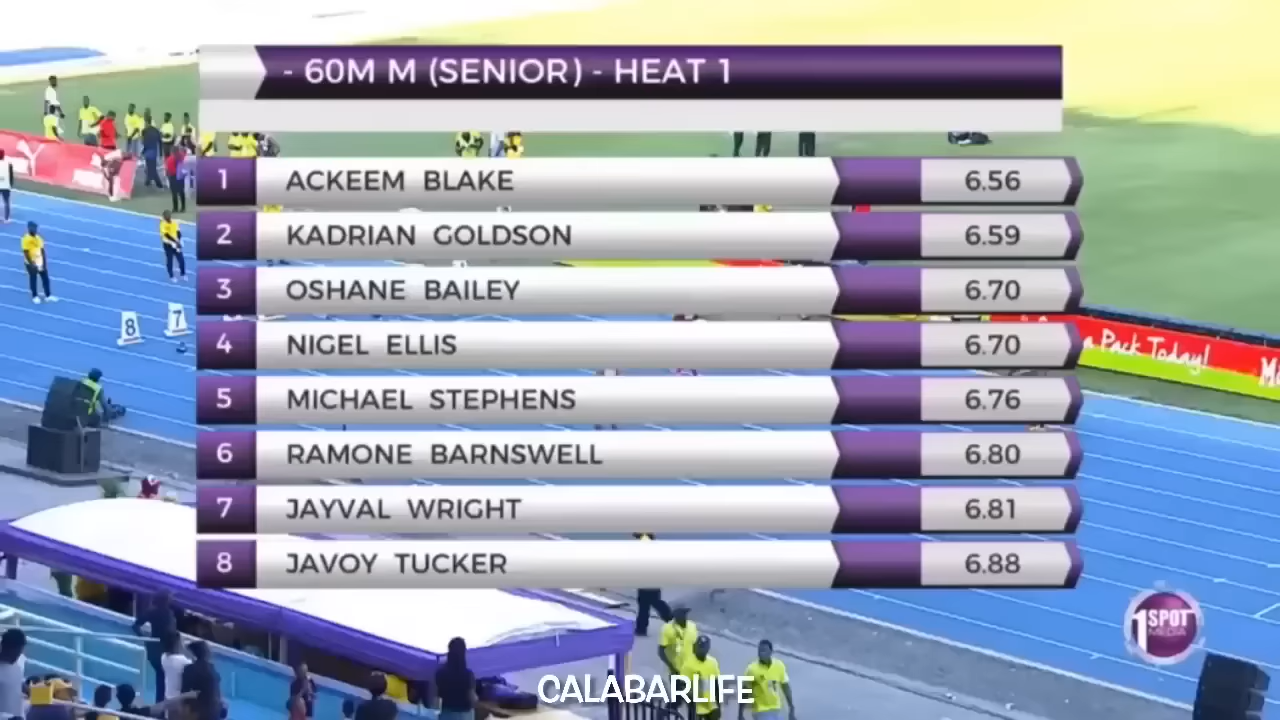 - 60M M (SENIOR) - HEAT 1
1 ACKEEM BLAKE 6.56
2 KADRIAN GOLDSON 6.59
3 OSHANE BAILEY 6.70
4 NIGEL ELLIS 6.70
5 MICHAEL STEPHENS 6.76
6 RAMONE BARNSWELL 6.80
7 JAYVAL WRIGHT 6.81
8 JAVOY TUCKER 6.88
8 7
a Pack Today!
1SPOT
MEDIA
CALABARLIFE